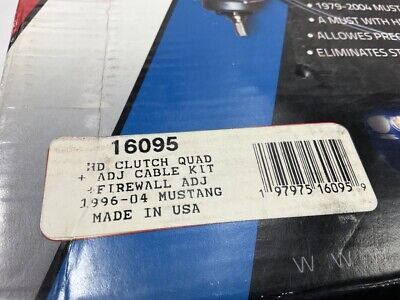 • 1979-2004 MUST
• A MUST WITH H
• ALLOWES PREC
• ELIMINATES ST
16095
HD CLUTCH QUAD
+ ADJ CABLE KIT
+FIREWALL ADJ
1996-04 MUSTANG
MADE IN USA
1 97975 16095 9
W W